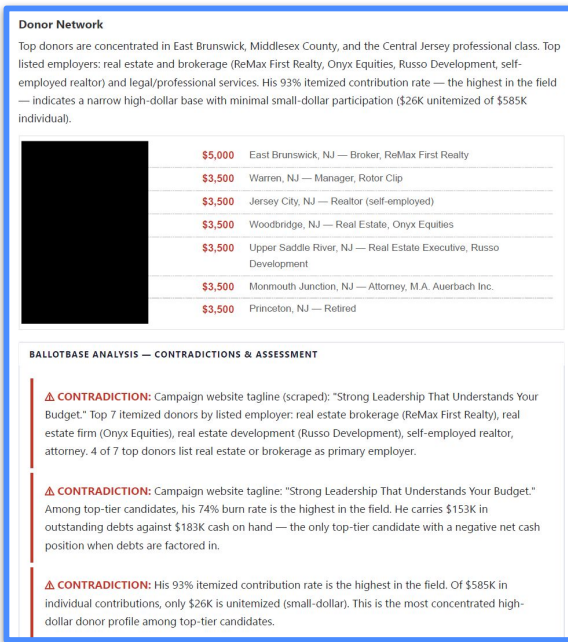 Donor Network
Top donors are concentrated in East Brunswick, Middlesex County, and the Central Jersey professional class. Top
listed employers: real estate and brokerage (ReMax First Realty, Onyx Equities, Russo Development, self-
employed realtor) and legal/professional services. His 93% itemized contribution rate — the highest in the field
— indicates a narrow high-dollar base with minimal small-dollar participation ($26K unitemized of $585K
individual).
$5,000 East Brunswick, NJ — Broker, ReMax First Realty
$3,500 Warren, NJ — Manager, Rotor Clip
$3,500 Jersey City, NJ — Realtor (self-employed)
$3,500 Woodbridge, NJ — Real Estate, Onyx Equities
$3,500 Upper Saddle River, NJ — Real Estate Executive, Russo
Development
$3,500 Monmouth Junction, NJ — Attorney, M.A. Auerbach Inc.
$3,500 Princeton, NJ — Retired
BALLOTBASE ANALYSIS — CONTRADICTIONS & ASSESSMENT
⚠ CONTRADICTION: Campaign website tagline (scraped): "Strong Leadership That Understands Your
Budget." Top 7 itemized donors by listed employer: real estate brokerage (ReMax First Realty), real
estate firm (Onyx Equities), real estate development (Russo Development), self-employed realtor,
attorney. 4 of 7 top donors list real estate or brokerage as primary employer.
⚠ CONTRADICTION: Campaign website tagline: "Strong Leadership That Understands Your Budget."
Among top-tier candidates, his 74% burn rate is the highest in the field. He carries $153K in
outstanding debts against $183K cash on hand — the only top-tier candidate with a negative net cash
position when debts are factored in.
⚠ CONTRADICTION: His 93% itemized contribution rate is the highest in the field. Of $585K in
individual contributions, only $26K is unitemized (small-dollar). This is the most concentrated high-
dollar donor profile among top-tier candidates.